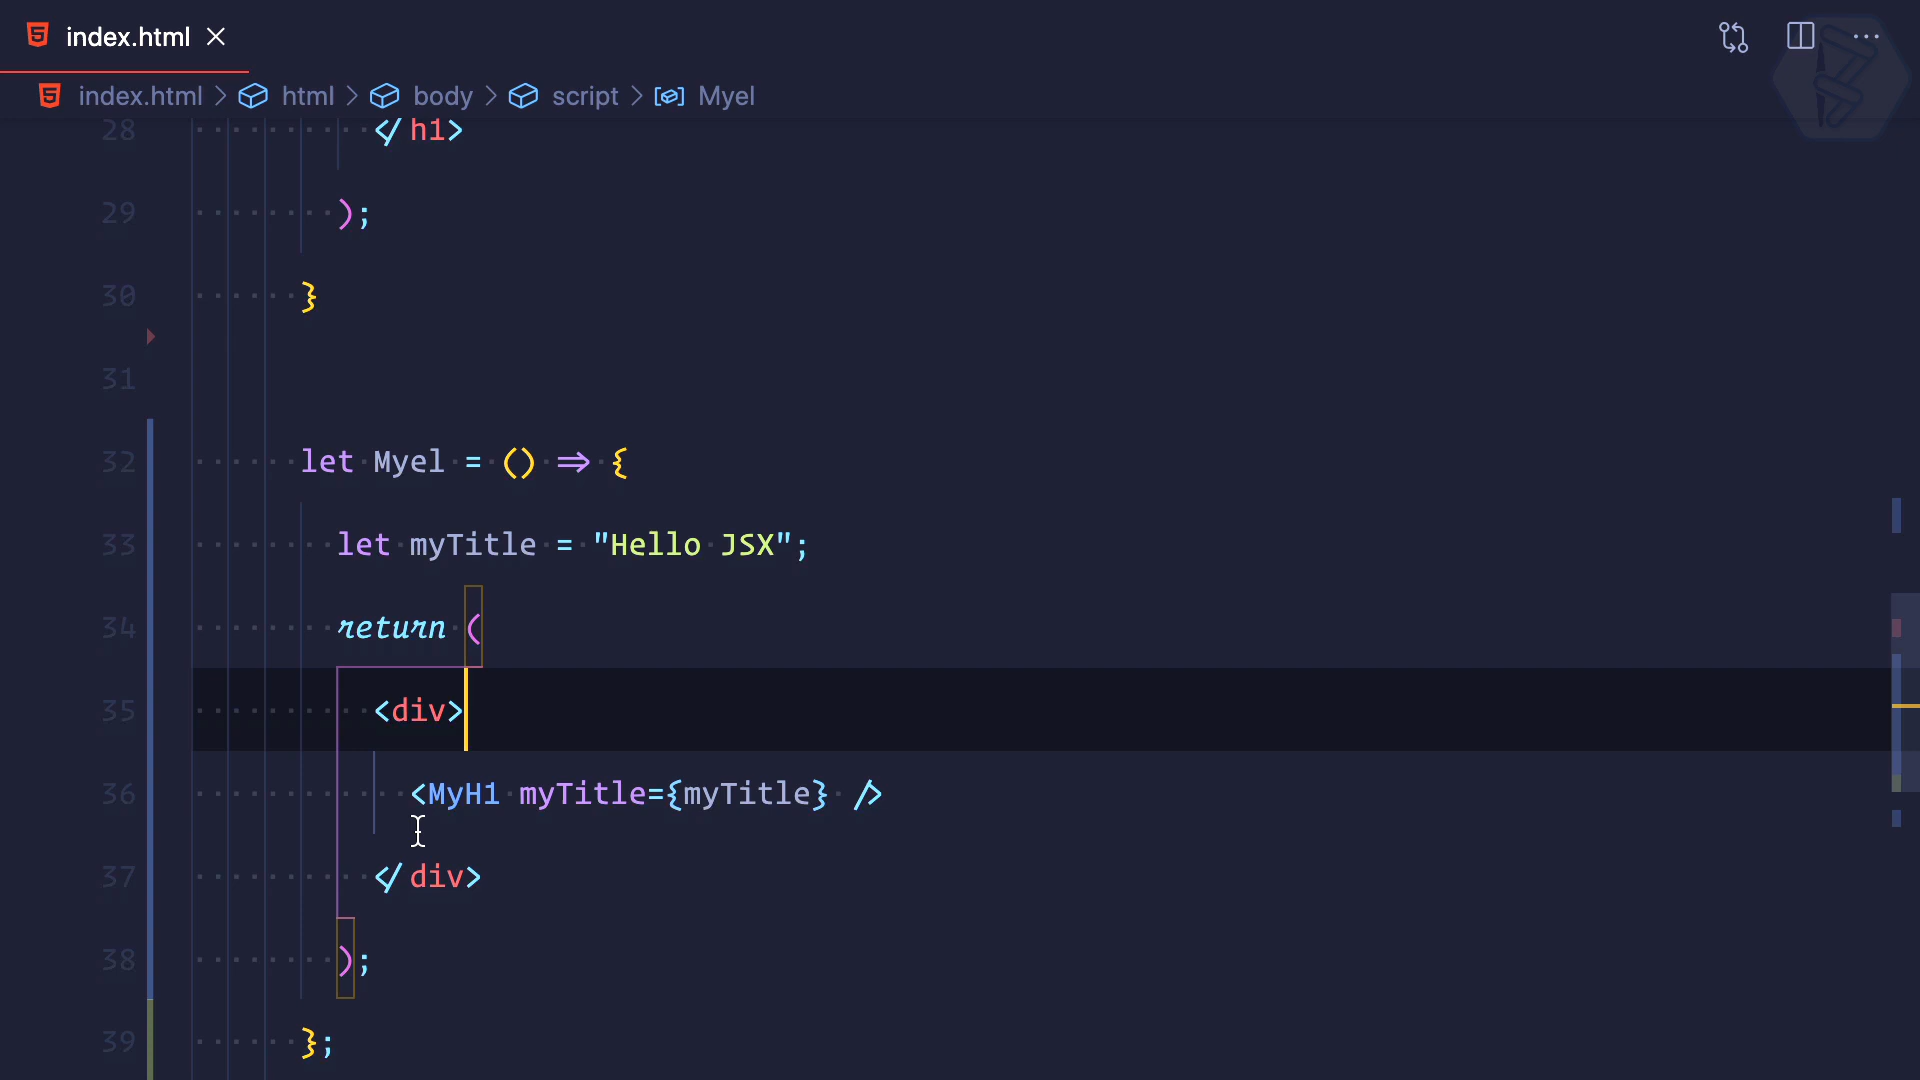 index.html
index.html > html > body > script > Myel
28 </h1>
29 );
30 }
31
32 let Myel = () => {
33 let myTitle = "Hello JSX";
34 return (
35 <div>
36 <MyH1 myTitle={myTitle} />
37 </div>
38 );
39 };